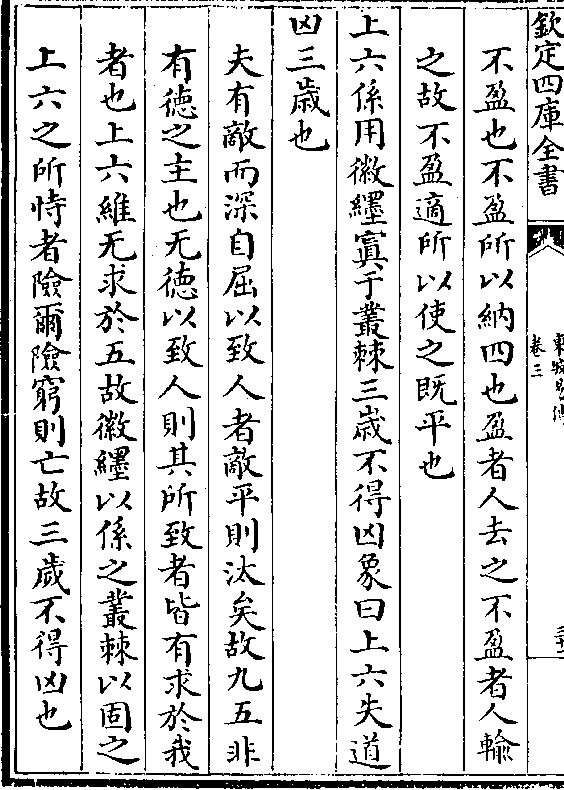 欽定四庫全書
東坡易傳
卷三
不盈也不盈所以納四也盈者人去之不盈者人輸
之故不盈適所以使之既平也
上六係用徽纆寘于叢棘三歳不得凶象曰上六失道
凶三歳也
夫有敵而深自屈以致人者敵平則汰矣故九五非
有德之主也无德以致人則其所致者皆有求於我
者也上六維无求於五故徽纆以係之叢棘以固之
上六之所恃者險爾險窮則亡故三歲不得凶也